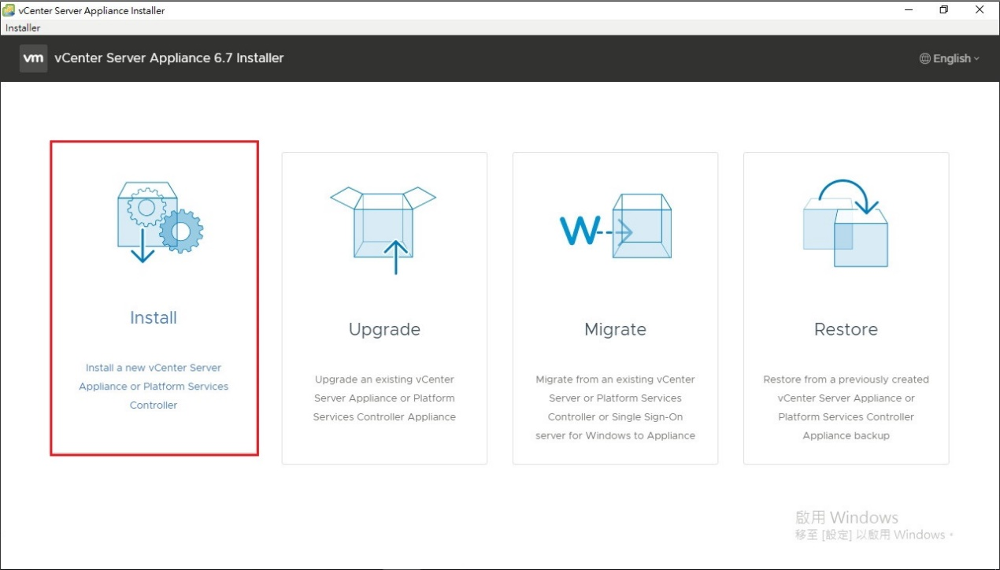 vCenter Server Appliance Installer
Installer
vm vCenter Server Appliance 6.7 Installer
English
Install
Install a new vCenter Server
Appliance or Platform Services
Controller
Upgrade
Upgrade an existing vCenter
Server Appliance or Platform
Services Controller Appliance
W
Migrate
Migrate from an existing vCenter
Server or Platform Services
Controller or Single Sign-On
server for Windows to Appliance
Restore
Restore from a previously created
vCenter Server Appliance or
Platform Services Controller
Appliance backup
啟用 Windows
移至 [設定] 以啟用 Windows。